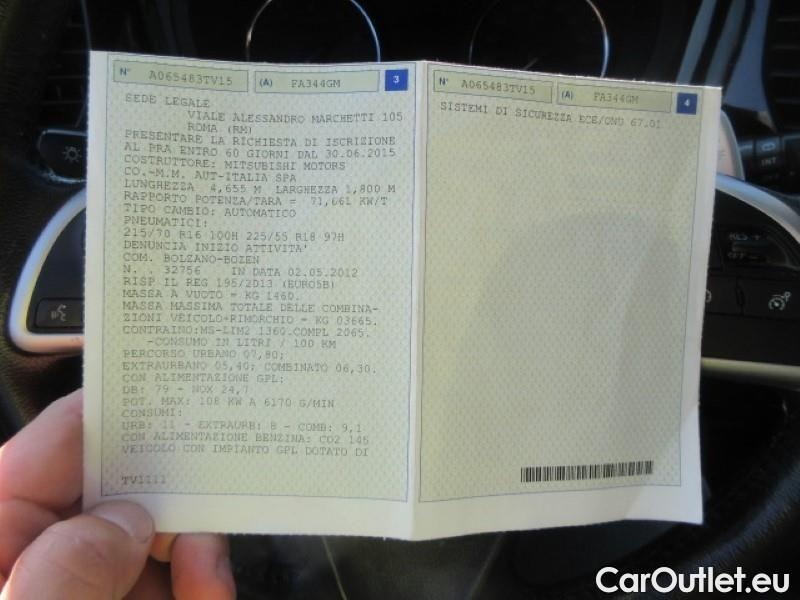 N° A065483TV15 (A) FA344GM 3
SEDE LEGALE
VIALE ALESSANDRO MARCHETTI 105
ROMA (RM)
PRESENTARE LA RICHIESTA DI ISCRIZIONE
AL PRA ENTRO 60 GIORNI DAL 30.06.2015
COSTRUTTORE: MITSUBISHI MOTORS
CO.-M.M. AUT-ITALIA SPA
LUNGHEZZA 4,655 M LARGHEZZA 1,800 M
RAPPORTO POTENZA/TARA = 71,661 KW/T
TIPO CAMBIO: AUTOMATICO
PNEUMATICI:
215/70 R16 100H 225/55 R18 97H
DENUNCIA INIZIO ATTIVITA'
COM. BOLZANO-BOZEN
N. . 32756 IN DATA 02.05.2012
RISP IL REG 195/2013 (EURO5B)
MASSA A VUOTO = KG 1460.
MASSA MASSIMA TOTALE DELLE COMBINA-
ZIONI VEICOLO+RIMORCHIO = KG 03665.
CONTRAINO:MS-LIM2 1360.COMPL 2065.
-CONSUMO IN LITRI / 100 KM
PERCORSO URBANO 07,80;
EXTRAURBANO 05,40; COMBINATO 06,30.
CON ALIMENTAZIONE GPL:
DB: 79 - NOX 24,7
POT. MAX: 108 KW A 6170 G/MIN
CONSUMI:
URB: 11 - EXTRAURB: 8 - COMB: 9,1
CON ALIMENTAZIONE BENZINA: CO2 145
VEICOLO CON IMPIANTO GPL DOTATO DI
TV1111
N° A065483TV15 (A) FA344GM 4
SISTEMI DI SICUREZZA ECE/ONU 67.01
INT
RES +
OFF -
CarOutlet.eu